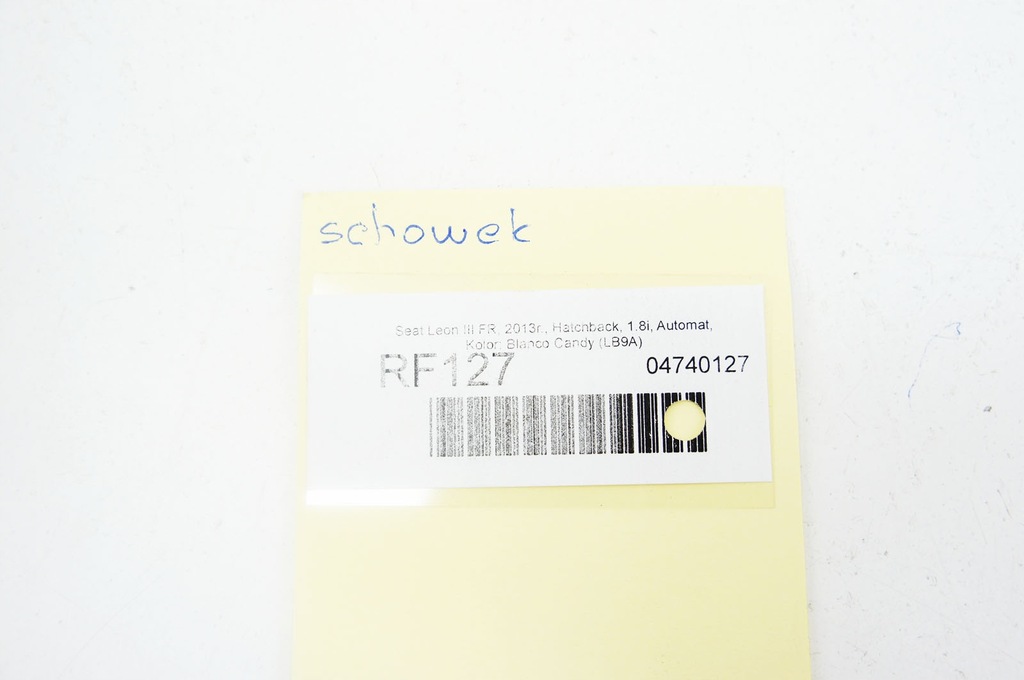 schowek
Seat Leon III FR, 2013r., Hatchback, 1.8i, Automat,
Kolor: Blanco Candy (LB9A)
RF127 04740127